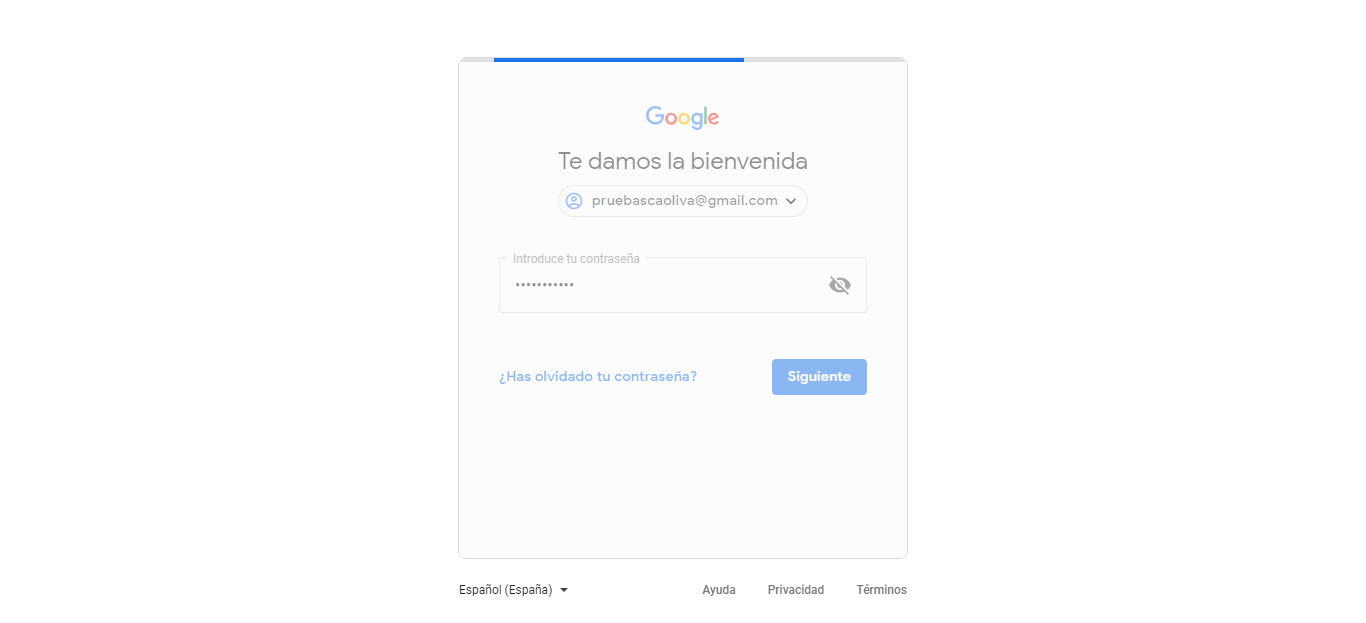 Google
Te damos la bienvenida
pruebascaoliva@gmail.com
Introduce tu contraseña
•••••••••••
¿Has olvidado tu contraseña?
Siguiente
Español (España)
Ayuda
Privacidad
Términos